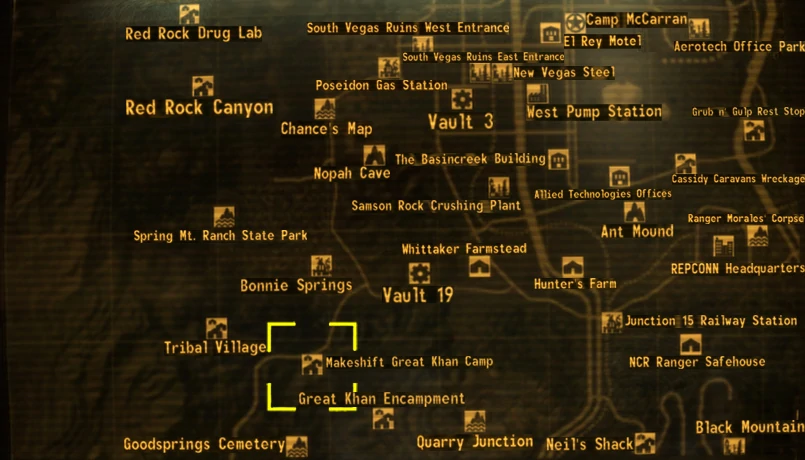 Camp McCarran
South Vegas Ruins West Entrance
Red Rock Drug Lab
El Rey Motel
Aerotech Office Park
South Vegas Ruins East Entrance
New Vegas Steel
Poseidon Gas Station
Red Rock Canyon
West Pump Station
Grub n' Gulp Rest Stop
Vault 3
Chance's Map
The Basincreek Building
Nopah Cave
Cassidy Caravans Wreckage
Allied Technologies Offices
Samson Rock Crushing Plant
Ranger Morales' Corpse
Ant Mound
Spring Mt. Ranch State Park
Whittaker Farmstead
REPCONN Headquarters
Bonnie Springs
Hunter's Farm
Vault 19
Junction 15 Railway Station
Tribal Village
Makeshift Great Khan Camp
NCR Ranger Safehouse
Great Khan Encampment
Black Mountain
Goodsprings Cemetery
Quarry Junction
Neil's Shack